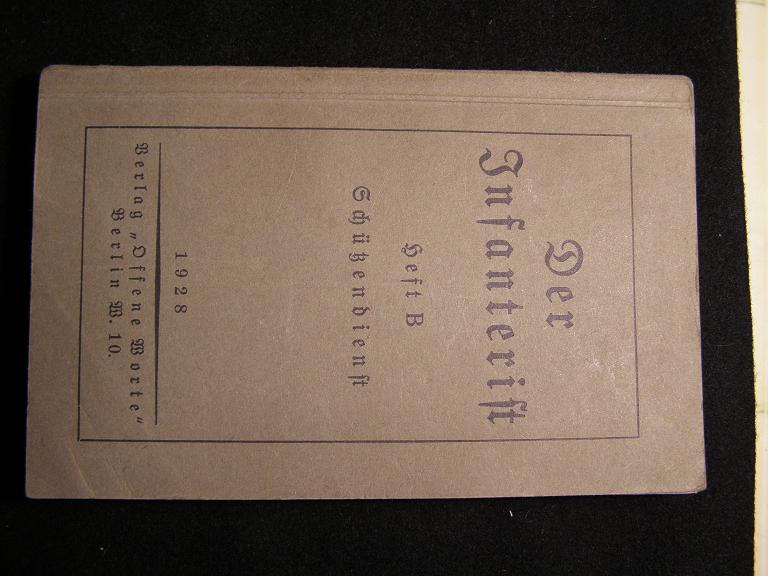 Der
Infanterist
Heft B
Schützendienst
1928
Verlag „Offene Worte“
Berlin W. 10.